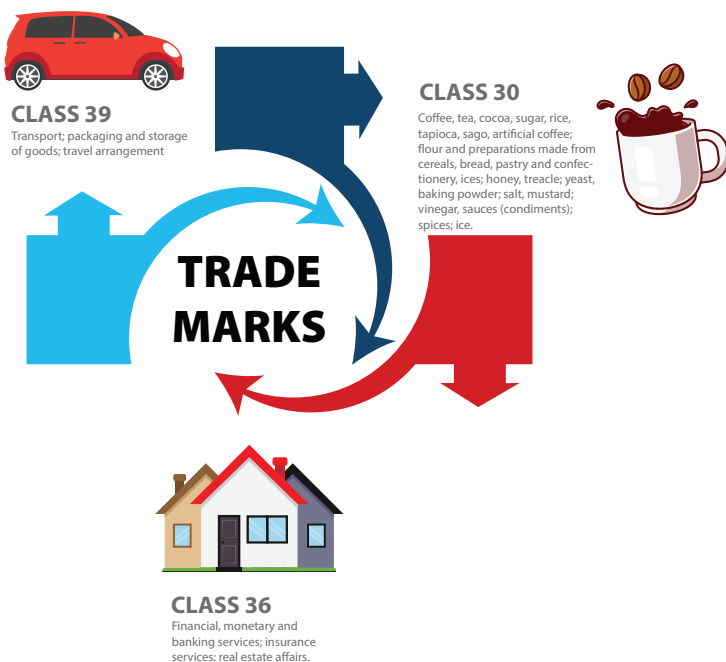 CLASS 39
Transport; packaging and storage
of goods; travel arrangement
CLASS 30
Coffee, tea, cocoa, sugar, rice,
tapioca, sago, artificial coffee;
flour and preparations made from
cereals, bread, pastry and confec-
tionery, ices; honey, treacle; yeast,
baking powder; salt, mustard;
vinegar, sauces (condiments);
spices; ice.
TRADE
MARKS
CLASS 36
Financial, monetary and
banking services; insurance
services; real estate affairs.